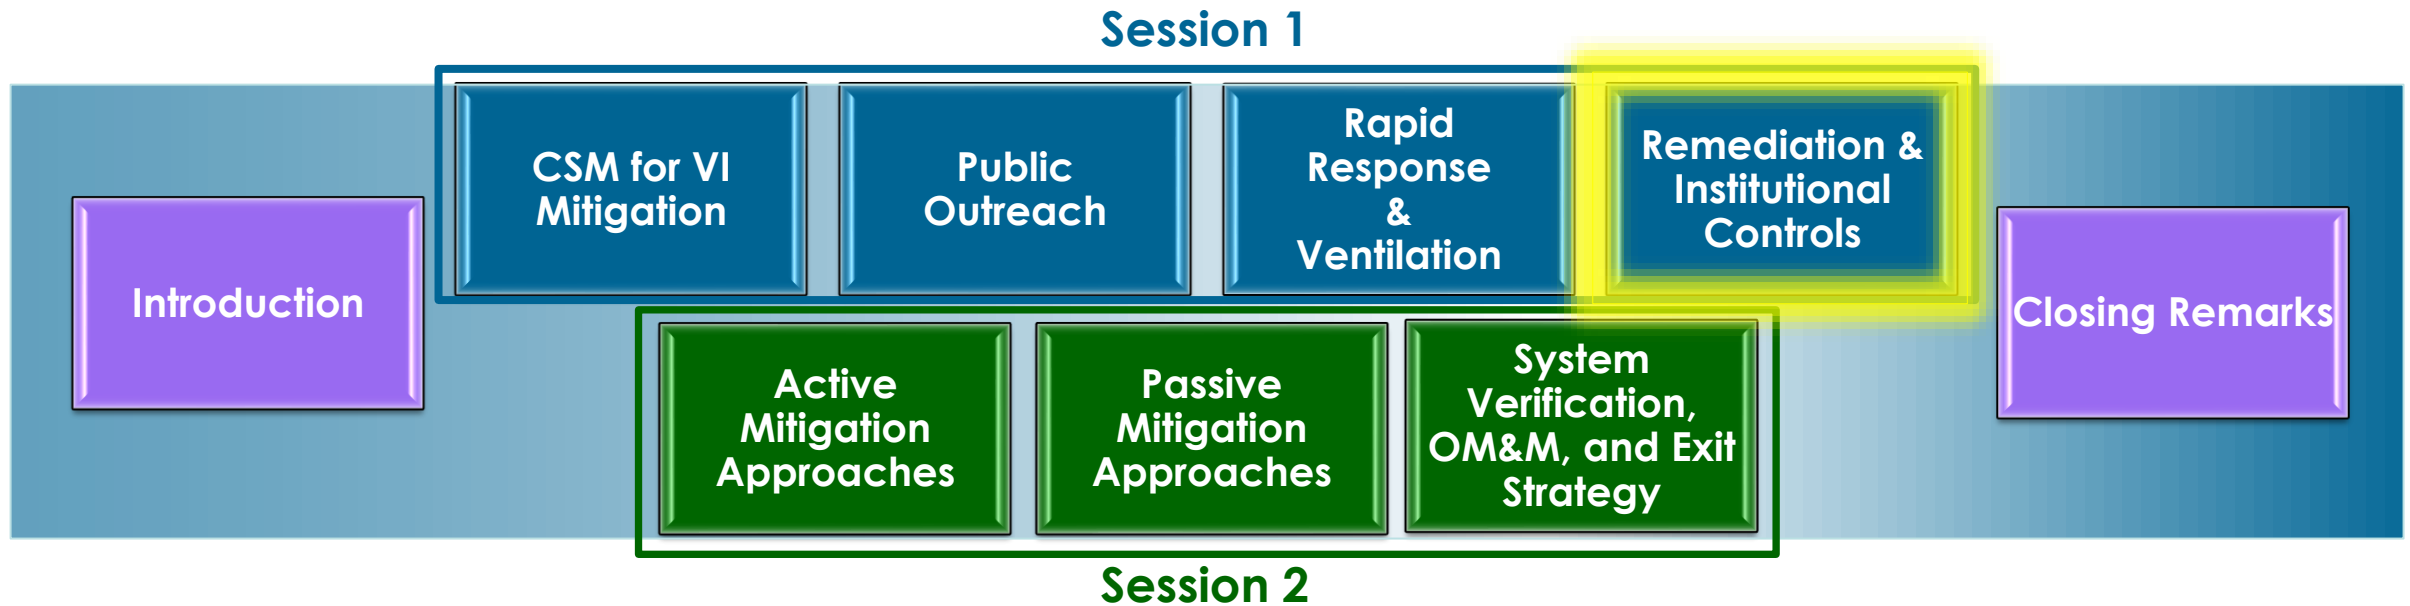 Session 1
Introduction
CSM for VI
Mitigation
Public
Outreach
Rapid
Response
&
Ventilation
Remediation &
Institutional
Controls
Active
Mitigation
Approaches
Passive
Mitigation
Approaches
System
Verification,
OM&M, and Exit
Strategy
Closing Remarks
Session 2